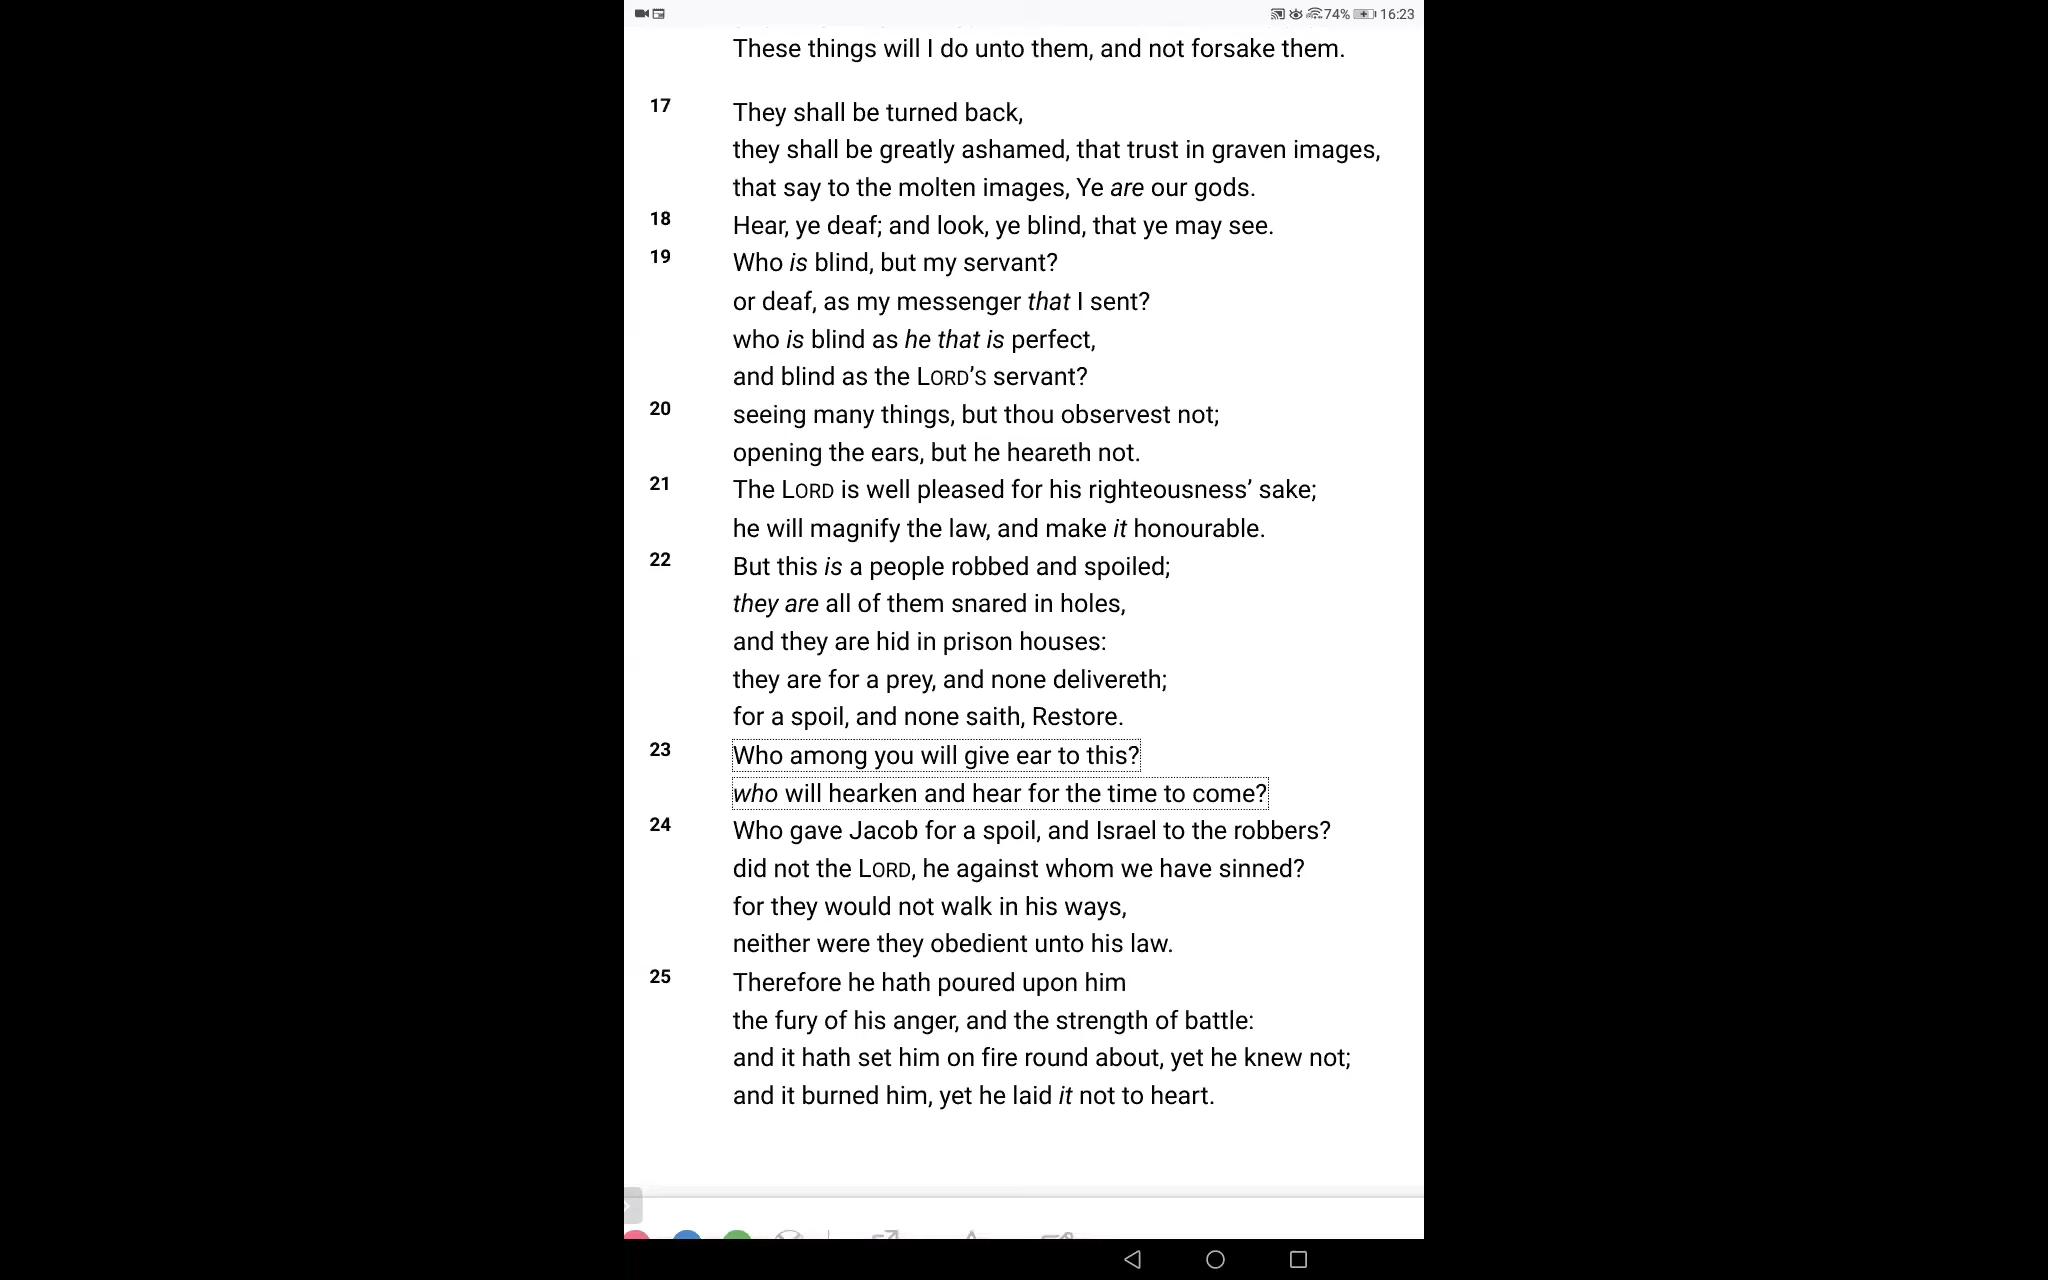 74% 16:23
These things will I do unto them, and not forsake them.
17 They shall be turned back,
they shall be greatly ashamed, that trust in graven images,
that say to the molten images, Ye are our gods.
18 Hear, ye deaf; and look, ye blind, that ye may see.
19 Who is blind, but my servant?
or deaf, as my messenger that I sent?
who is blind as he that is perfect,
and blind as the LORD’S servant?
20 seeing many things, but thou observest not;
opening the ears, but he heareth not.
21 The LORD is well pleased for his righteousness’ sake;
he will magnify the law, and make it honourable.
22 But this is a people robbed and spoiled;
they are all of them snared in holes,
and they are hid in prison houses:
they are for a prey, and none delivereth;
for a spoil, and none saith, Restore.
23 Who among you will give ear to this?
who will hearken and hear for the time to come?
24 Who gave Jacob for a spoil, and Israel to the robbers?
did not the LORD, he against whom we have sinned?
for they would not walk in his ways,
neither were they obedient unto his law.
25 Therefore he hath poured upon him
the fury of his anger, and the strength of battle:
and it hath set him on fire round about, yet he knew not;
and it burned him, yet he laid it not to heart.